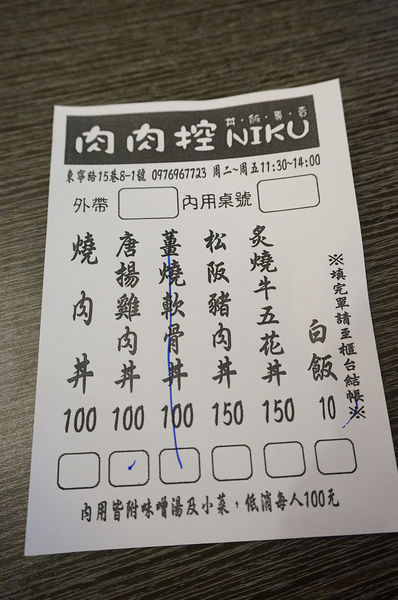 肉肉控 丼·飯·專·賣 NIKU
東寧路15巷8-1號 0976967723 周二~周五11:30~14:00
外帶 內用桌號
燒肉丼 100
唐揚雞肉丼 100
薑燒軟骨丼 100
松阪豬肉丼 150
炙燒牛五花丼 150
白飯 10
※填完單請至櫃台結帳※
內用皆附味噌湯及小菜，低消每人100元